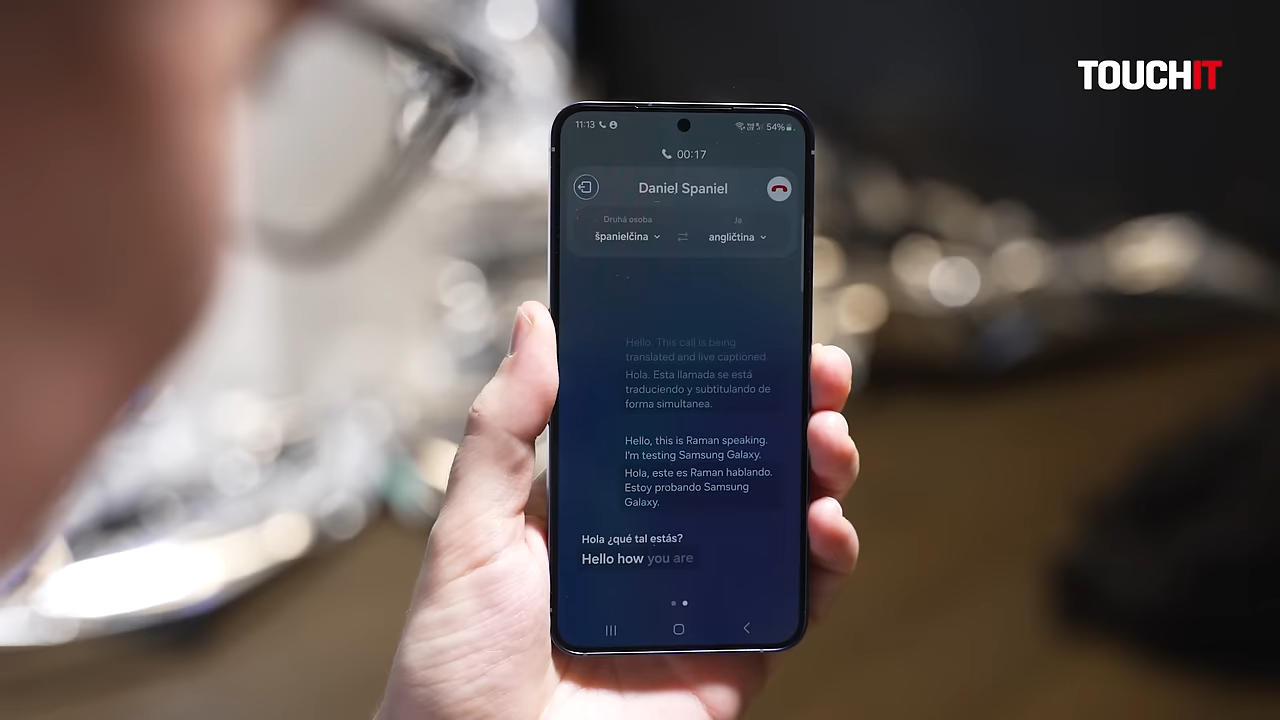 TOUCHIT
11:13
54%
00:17
Daniel Spaniel
Druhá osoba
Ja
španielčina
angličtina
Hello. This call is being
translated and live captioned
Hola. Esta llamada se está
traduciendo y subtitulando de
forma simultanea.
Hello, this is Raman speaking.
I'm testing Samsung Galaxy.
Hola, este es Raman hablando.
Estoy probando Samsung
Galaxy.
Hola ¿qué tal estás?
Hello how you are